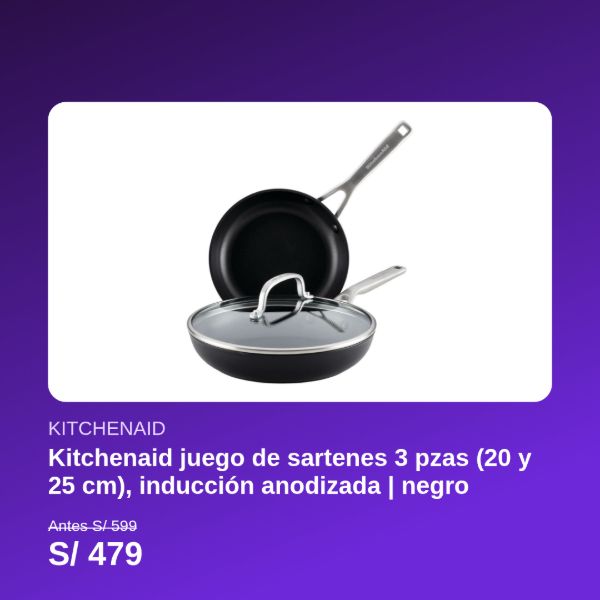 KITCHENAID
Kitchenaid juego de sartenes 3 pzas (20 y
25 cm), inducción anodizada | negro
Antes S/ 599
S/ 479